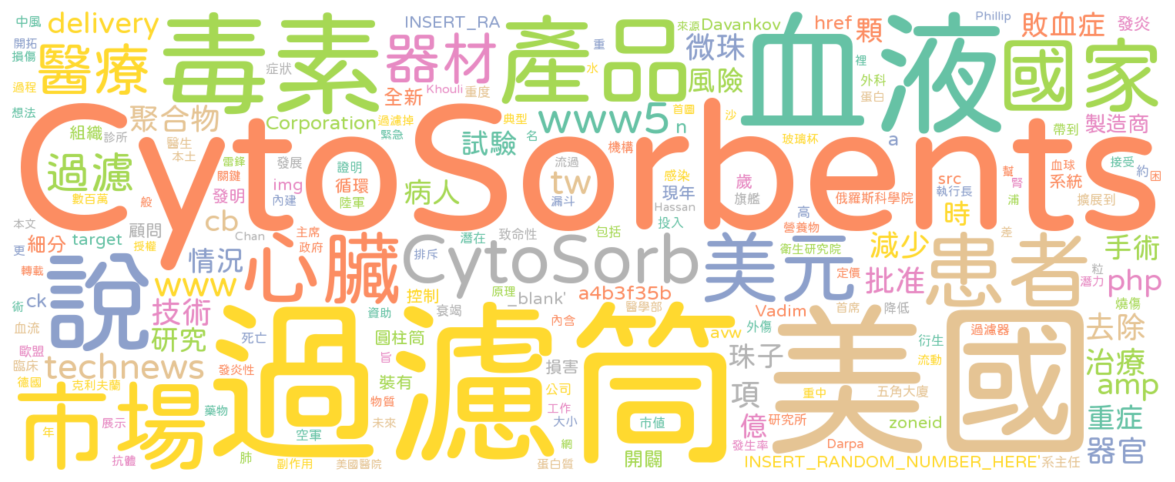 中風
delivery
INSERT_RA
來源
Davankov
href
Phillip
發炎
開拓
損傷
醫療
毒素
器材
產品
微珠
顆
敗血症
血液
國家
過程
症狀
Khouli
重度
重
水
風險
裡
外科
蛋白
想法
聚合物
全新
Corporation
過濾掉
緊急
首圖
典型
名
沙
www5
n
製造商
帶到
組織
診所
醫生
本土
試驗
機構
玻璃杯
a
CytoSorbents
過濾
數百萬
雷鋒
關鍵
般
發展
發明
img
內建
證明
循環
陸軍
病人
流過
tw
漏斗
感染
Hassan
現年
旗艦
歲
投入
俄羅斯科學院
src
執行長
血球
系統
幫
腎
接受
浦
約
困
擴展到
本文
更
授權
顧問
cb
Chan
主席
政府
潛在
排斥
致命性
包括
高
營養物
衛生研究院
時
差
細分
target
轉載
情況
心臟
CytoSorb
美元
減少
批准
患者
手術
粒
潛力
php
術
ck
說
www
技術
資助
控制
衰竭
原理
_blank'
a4b3f35b
醫學部
定價
首席
降低
燒傷
血流
研究
死亡
旨
內含
avw
Vadim
外傷
衍生
過濾器
去除
歐盟
臨床
technews
發炎性
圓柱筒
損害
珠子
流動
治療
德國
克利夫蘭
裝有
物質
公司
項
重中
五角大廈
amp
市場
過濾筒
美國
年
展示
藥物
空軍
未來
工作
大小
市值
億
研究所
zoneid
重症
抗體
肺
副作用
美國醫院
網
蛋白質
開闢
發生率
Darpa
器官
INSERT_RANDOM_NUMBER_HERE'
系主任